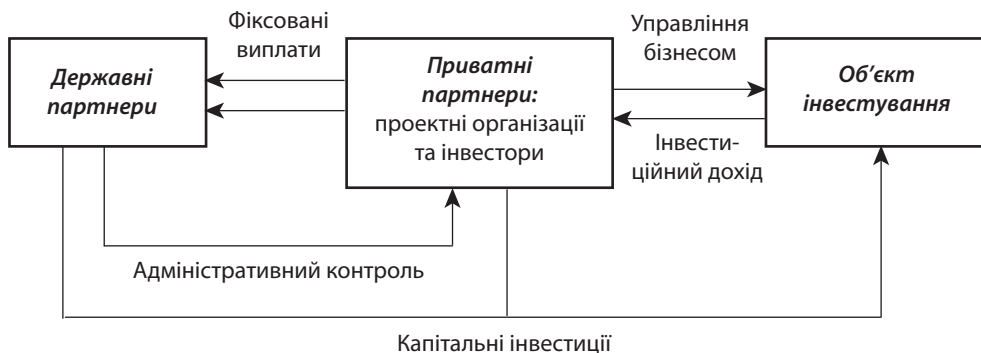 Фіксовані
виплати
Управління
бізнесом
Державні
партнери
Приватні
партнери:
проектні організації
та інвестори
Об’єкт
інвестування
Інвести-
ційний дохід
Адміністративний контроль
Капітальні інвестиції